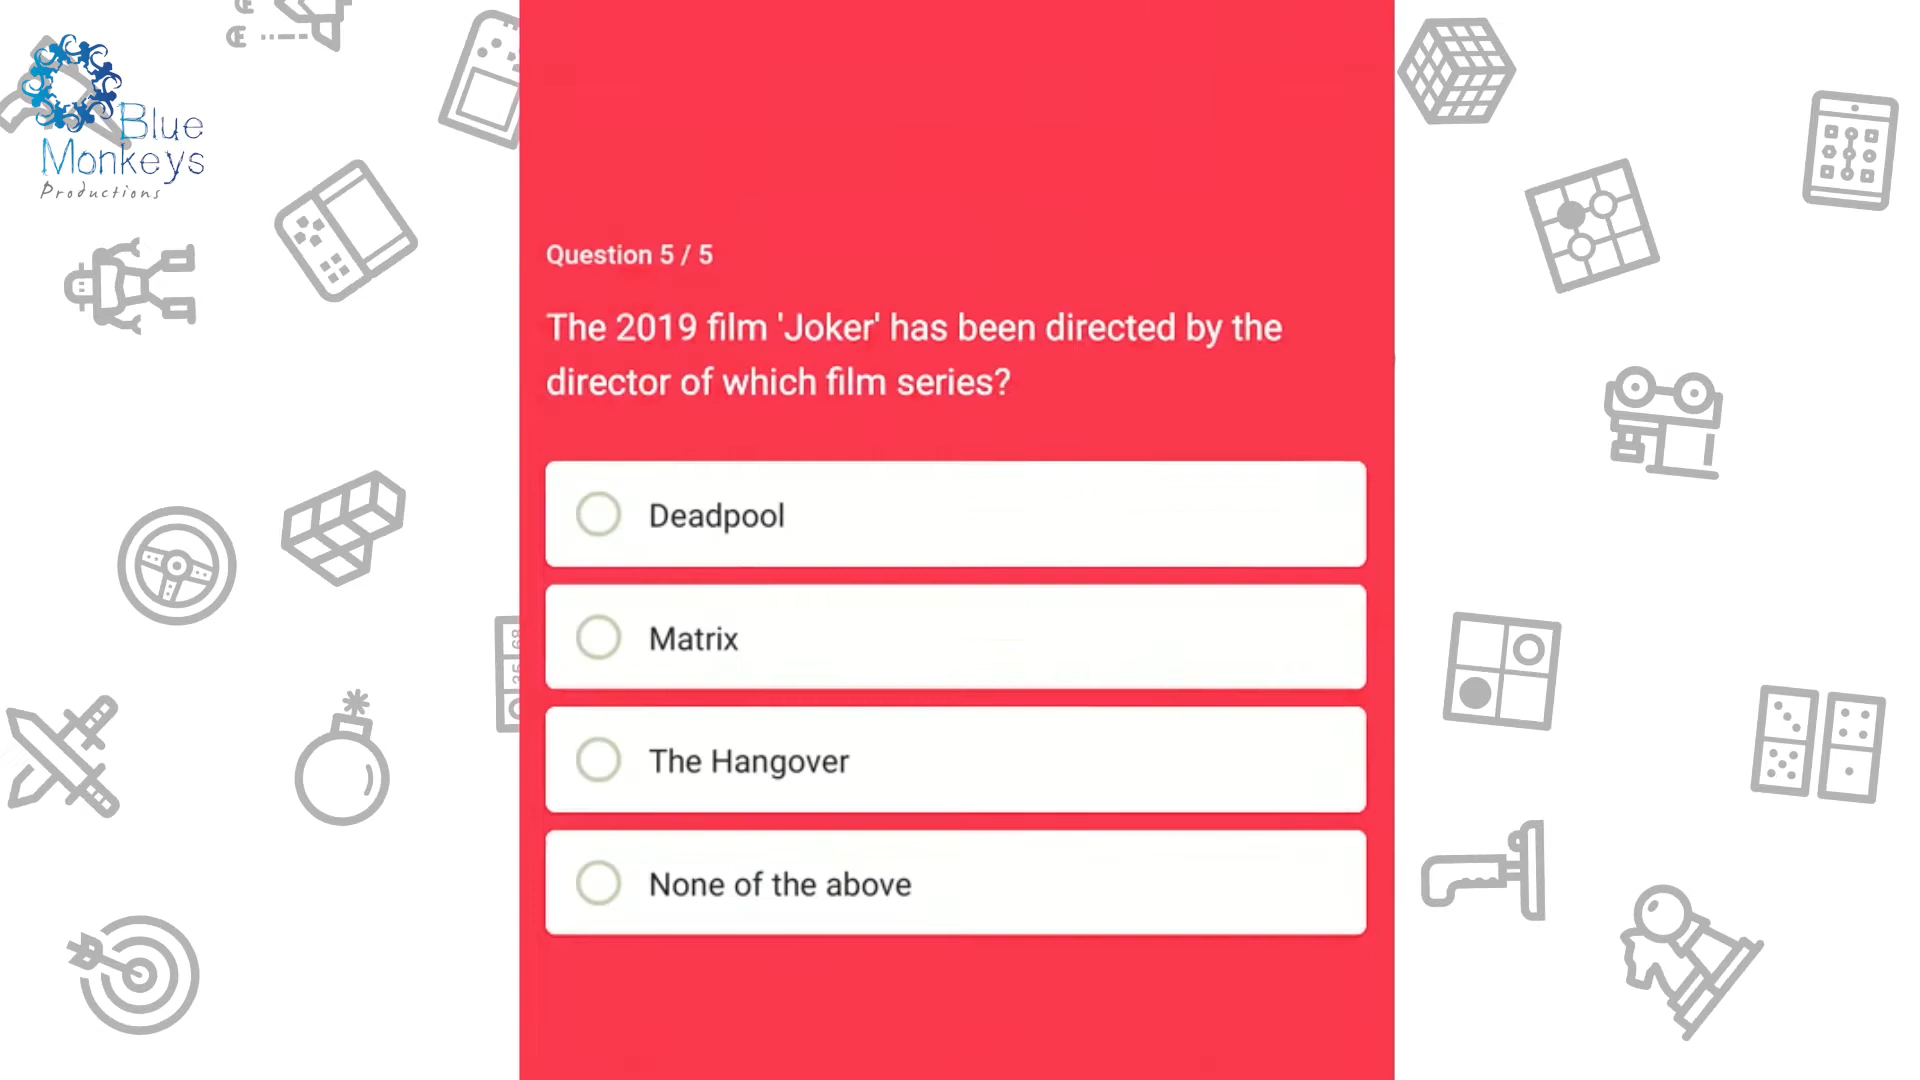 Blue
Monkeys
Productions
Question 5 / 5
The 2019 film 'Joker' has been directed by the
director of which film series?
Deadpool
Matrix
The Hangover
None of the above